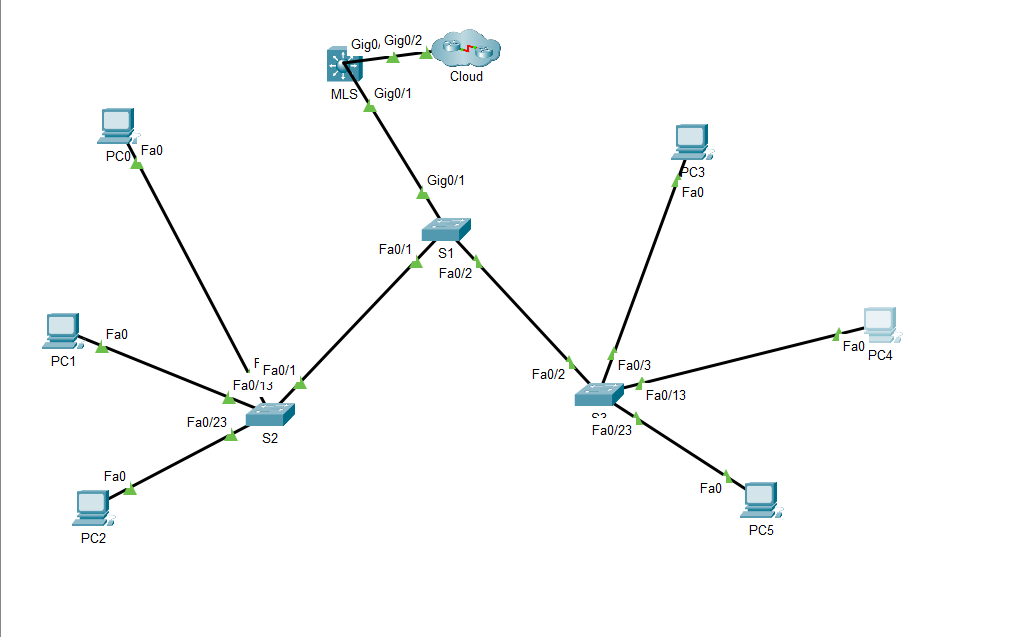 Gig0/
Gig0/2
Cloud
MLS
Gig0/1
PC0
Fa0
PC3
Fa0
Gig0/1
S1
Fa0/1
Fa0/2
PC1
Fa0
Fa0/1
Fa0/13
Fa0/23
S2
Fa0
PC2
Fa0/2
Fa0/3
Fa0/13
S3
Fa0/23
Fa0
PC4
Fa0
PC5